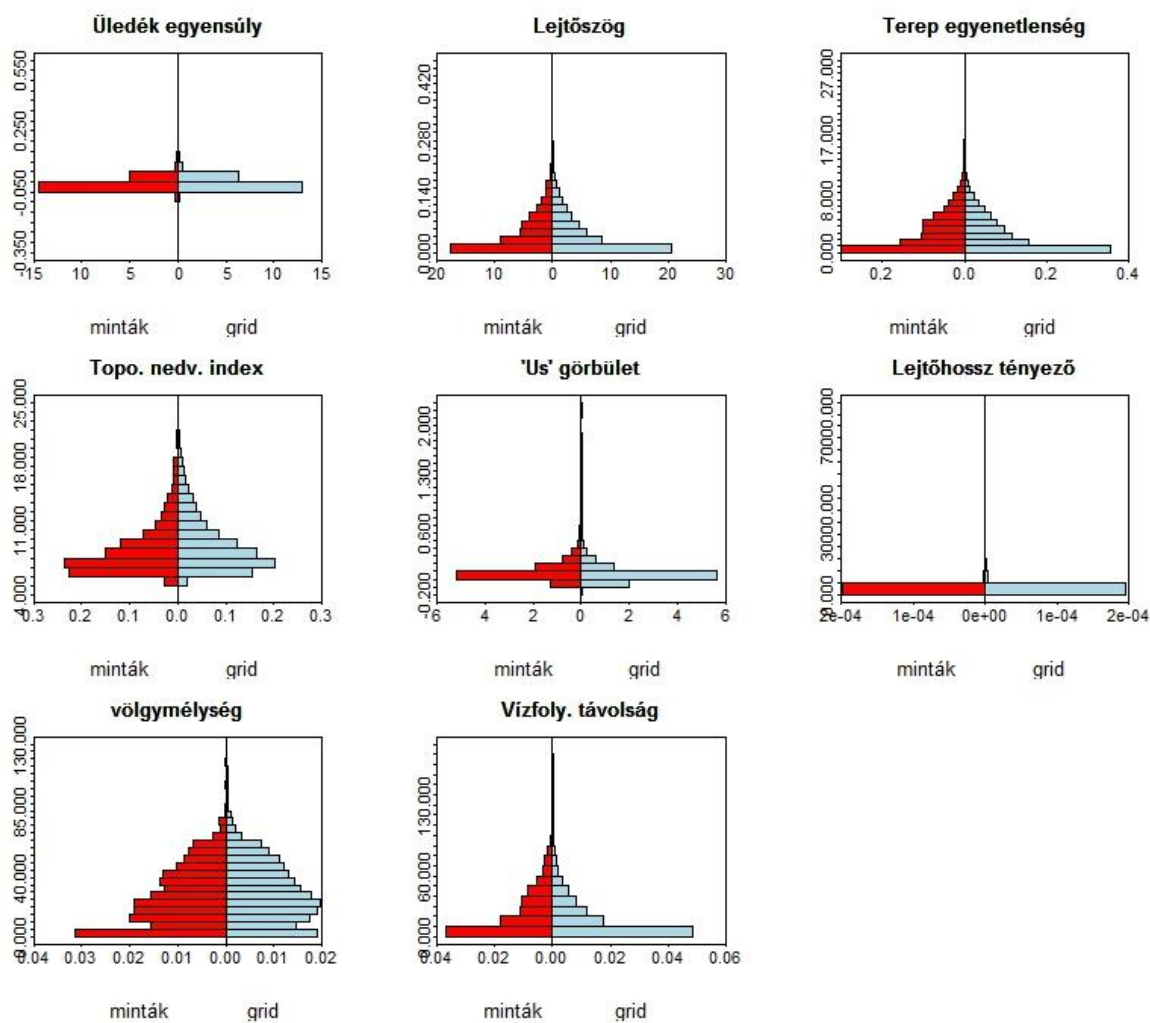 Üledék egyensúly
0.550
0.250
-0.050
-0.350
15 10 5 0 5 10 15
minták grid
Lejtőszög
0.420
0.280
0.140
0.000
20 10 0 10 20 30
minták grid
Terep egyenetlenség
27.000
17.000
8.000
0.000
0.2 0.0 0.2 0.4
minták grid
Topo. nedv. index
25.000
18.000
11.000
4.000
0.3 0.2 0.1 0.0 0.1 0.2 0.3
minták grid
'Us' görbület
2.000
1.300
0.600
-0.200
6 4 2 0 2 4 6
minták grid
Lejtőhossz tényező
70000.000
30000.000
0.000
2e-04 1e-04 0e+00 1e-04 2e-04
minták grid
völgymélység
130.000
85.000
40.000
0.000
0.04 0.03 0.02 0.01 0.00 0.01 0.02
minták grid
Vízfoly. távolság
130.000
60.000
0.000
0.04 0.02 0.00 0.02 0.04 0.06
minták grid